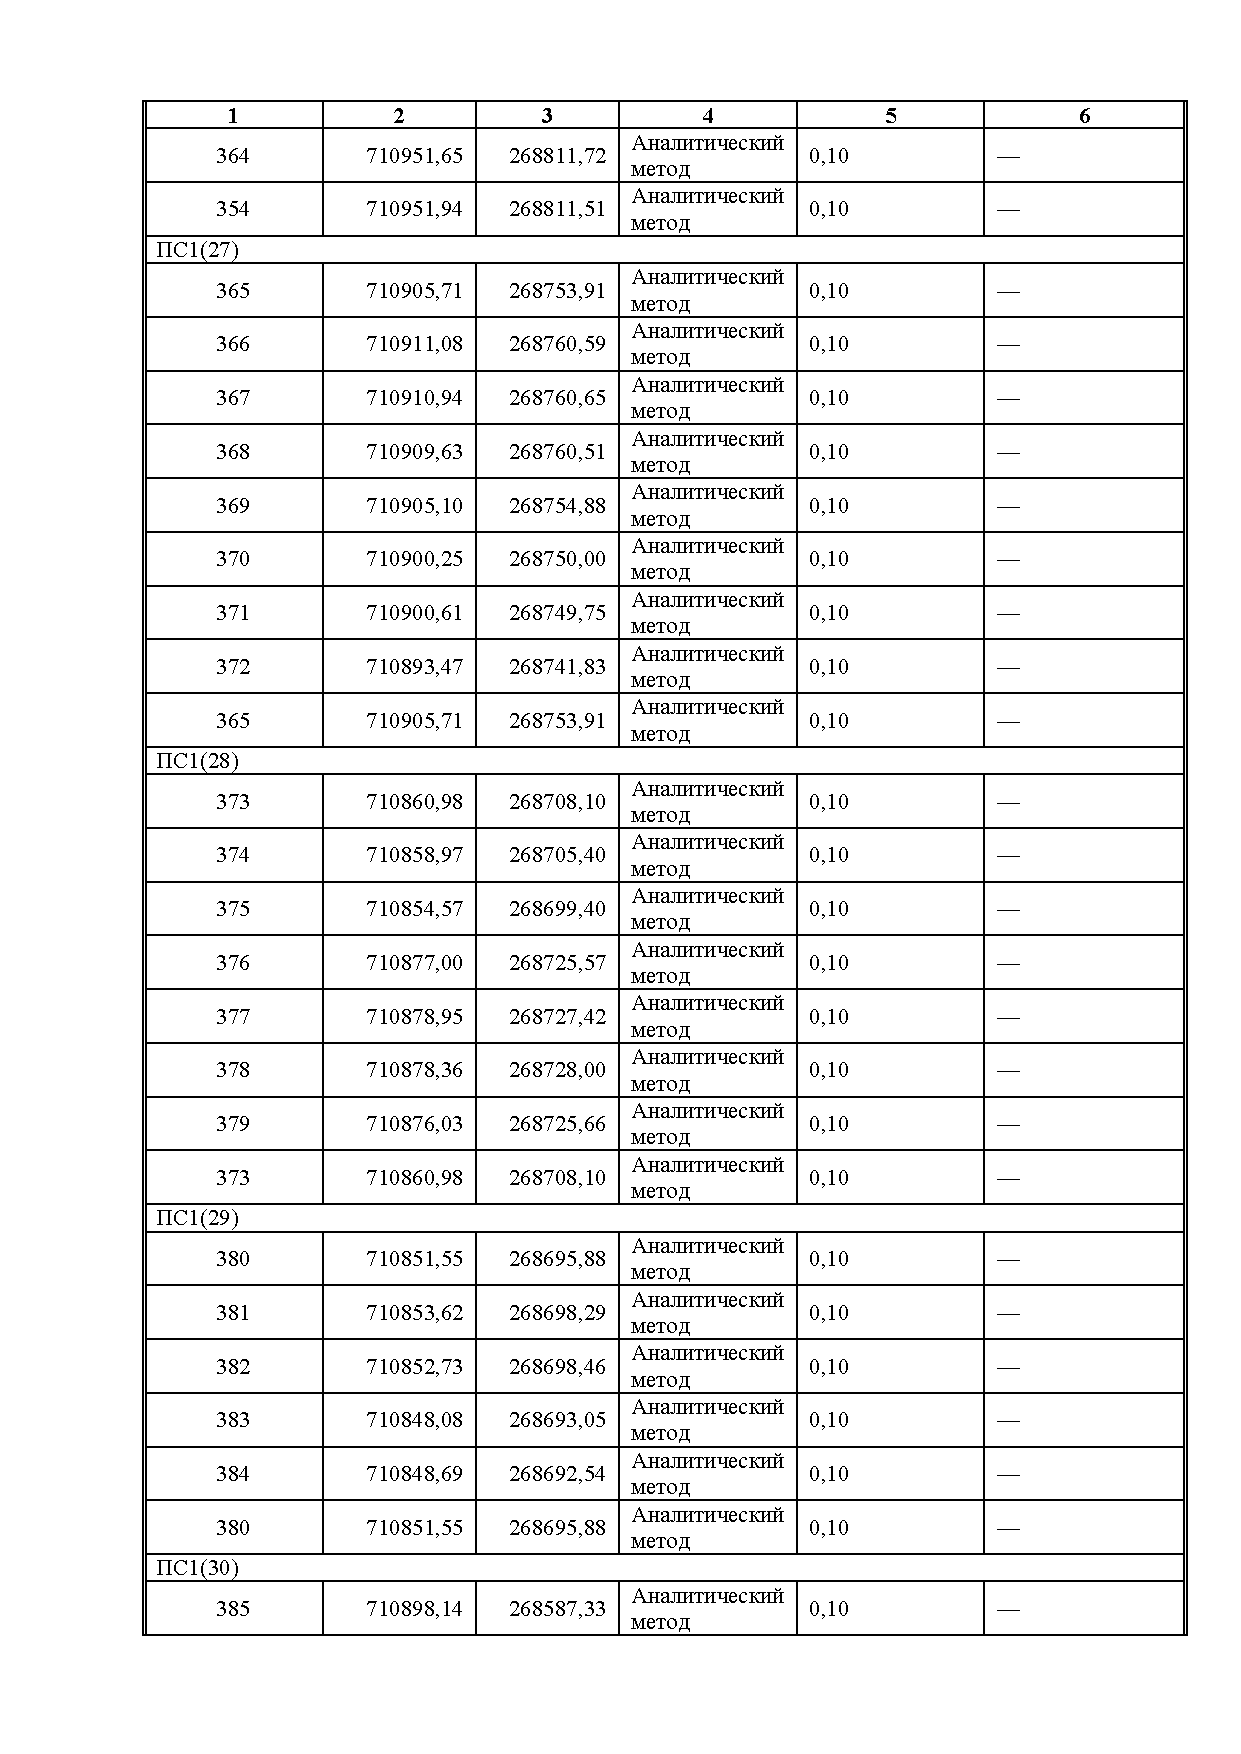 1 2 3 4 5 6
364 710951,65 268811,72 Аналитический метод 0,10 —
354 710951,94 268811,51 Аналитический метод 0,10 —
ПС1(27)
365 710905,71 268753,91 Аналитический метод 0,10 —
366 710911,08 268760,59 Аналитический метод 0,10 —
367 710910,94 268760,65 Аналитический метод 0,10 —
368 710909,63 268760,51 Аналитический метод 0,10 —
369 710905,10 268754,88 Аналитический метод 0,10 —
370 710900,25 268750,00 Аналитический метод 0,10 —
371 710900,61 268749,75 Аналитический метод 0,10 —
372 710893,47 268741,83 Аналитический метод 0,10 —
365 710905,71 268753,91 Аналитический метод 0,10 —
ПС1(28)
373 710860,98 268708,10 Аналитический метод 0,10 —
374 710858,97 268705,40 Аналитический метод 0,10 —
375 710854,57 268699,40 Аналитический метод 0,10 —
376 710877,00 268725,57 Аналитический метод 0,10 —
377 710878,95 268727,42 Аналитический метод 0,10 —
378 710878,36 268728,00 Аналитический метод 0,10 —
379 710876,03 268725,66 Аналитический метод 0,10 —
373 710860,98 268708,10 Аналитический метод 0,10 —
ПС1(29)
380 710851,55 268695,88 Аналитический метод 0,10 —
381 710853,62 268698,29 Аналитический метод 0,10 —
382 710852,73 268698,46 Аналитический метод 0,10 —
383 710848,08 268693,05 Аналитический метод 0,10 —
384 710848,69 268692,54 Аналитический метод 0,10 —
380 710851,55 268695,88 Аналитический метод 0,10 —
ПС1(30)
385 710898,14 268587,33 Аналитический метод 0,10 —